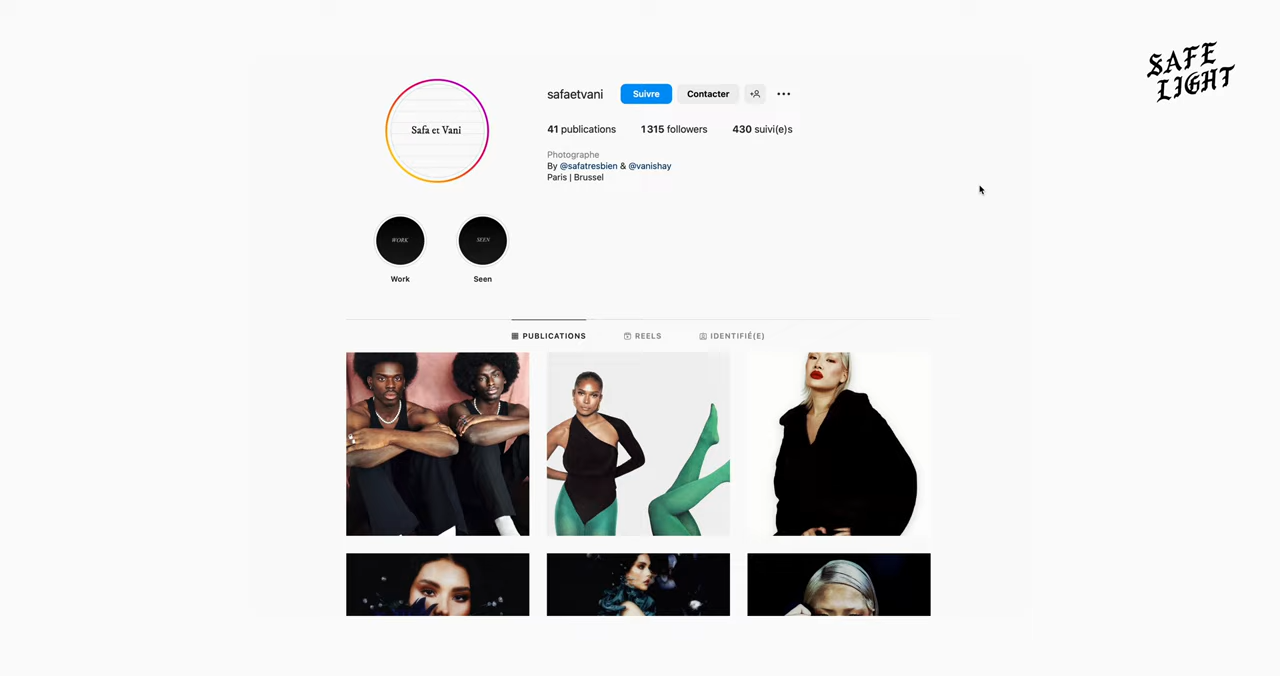 SAFE
LIGHT
safaetvani Suivre Contacter
Safa et Vani
41 publications 1315 followers 430 suivi(e)s
Photographe
By @safatresbien & @vanishay
Paris | Brussel
WORK SEEN
Work Seen
PUBLICATIONS REELS IDENTIFIÉ(E)